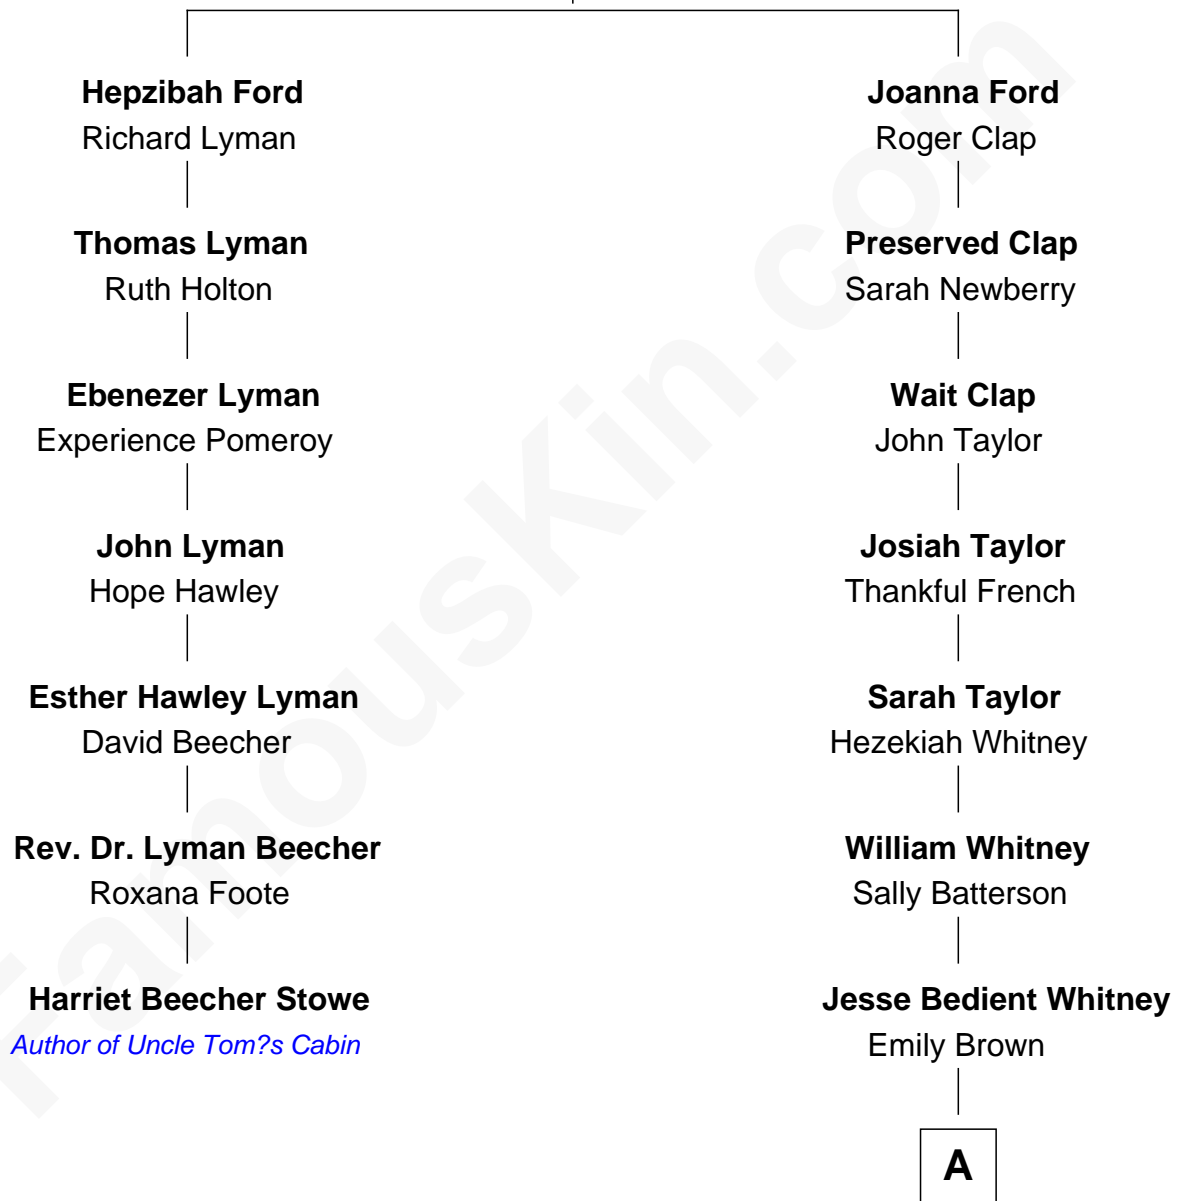 Hepzibah Ford
Richard Lyman
Thomas Lyman
Ruth Holton
Ebenezer Lyman
Experience Pomeroy
John Lyman
Hope Hawley
Esther Hawley Lyman
David Beecher
Rev. Dr. Lyman Beecher
Roxana Foote
Harriet Beecher Stowe
Author of Uncle Tom?s Cabin
Joanna Ford
Roger Clap
Preserved Clap
Sarah Newberry
Wait Clap
John Taylor
Josiah Taylor
Thankful French
Sarah Taylor
Hezekiah Whitney
William Whitney
Sally Batterson
Jesse Bedient Whitney
Emily Brown
A
FamousKin.com